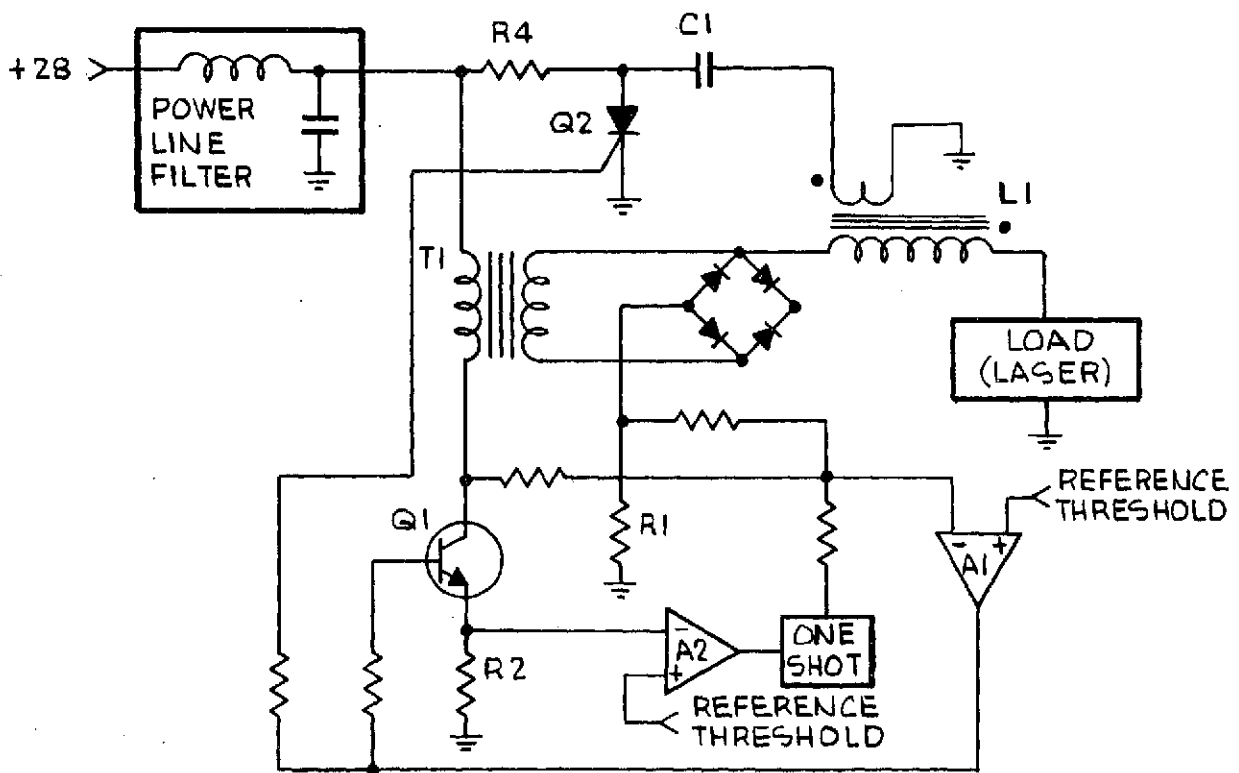 +28
POWER
LINE
FILTER
R4
C1
Q2
L1
T1
LOAD
(LASER)
REFERENCE
THRESHOLD
Q1
R1
- +
A1
-
A2
+
ONE
SHOT
R2
REFERENCE
THRESHOLD